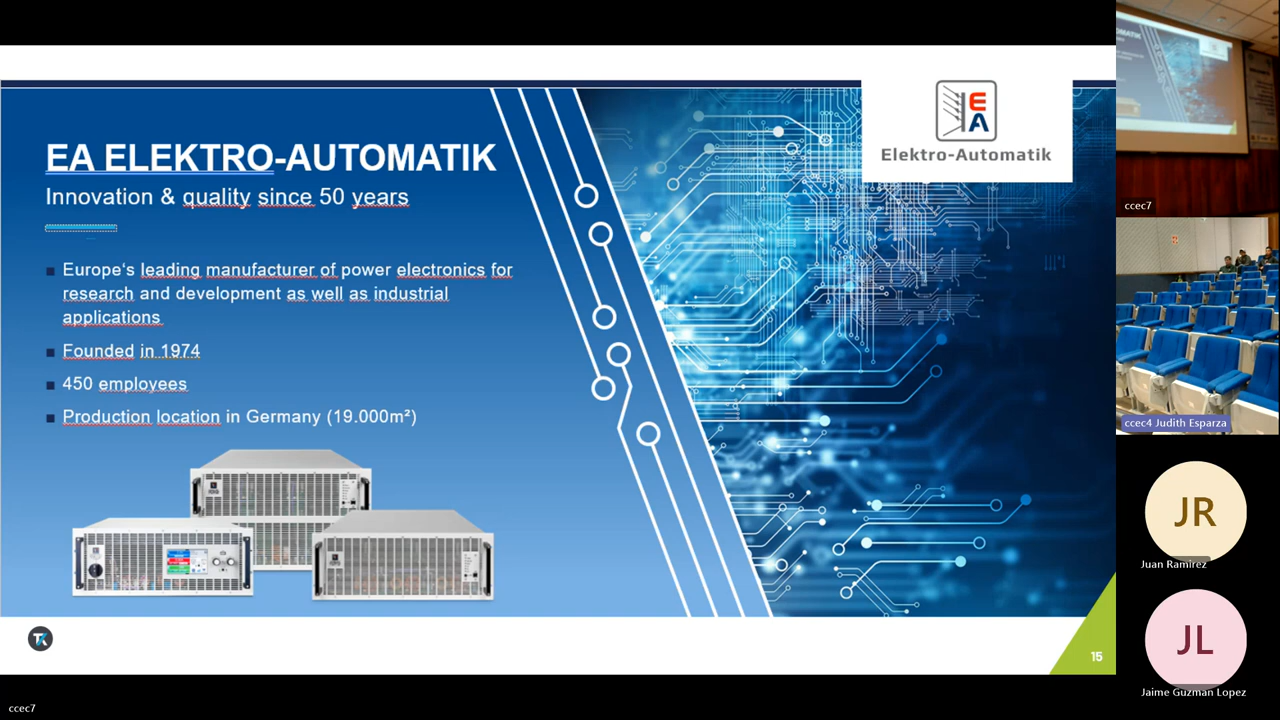 EA ELEKTRO-AUTOMATIK
Innovation & quality since 50 years
Europe‘s leading manufacturer of power electronics for
research and development as well as industrial
applications
Founded in 1974
450 employees
Production location in Germany (19.000m²)
EA
Elektro-Automatik
TK
15
ccec7
ccec7
ccec4 Judith Esparza
JR
Juan Ramirez
JL
Jaime Guzman Lopez